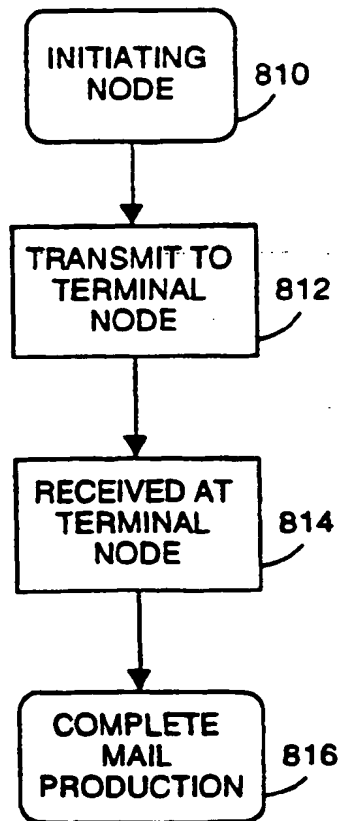 INITIATING
NODE
810
TRANSMIT TO
TERMINAL
NODE
812
RECEIVED AT
TERMINAL
NODE
814
COMPLETE
MAIL
PRODUCTION
816